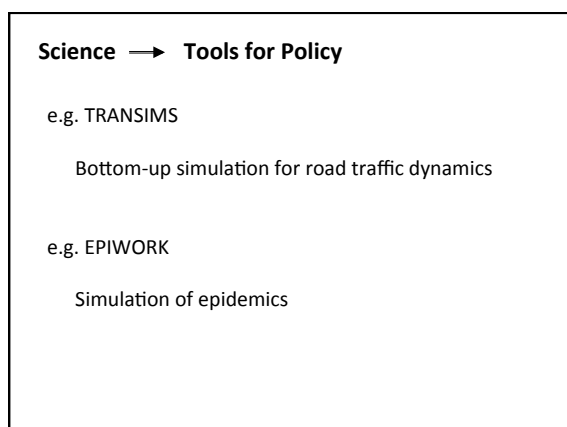 Science → Tools for Policy
e.g. TRANSIMS
Bottom-up simulation for road traffic dynamics
e.g. EPIWORK
Simulation of epidemics